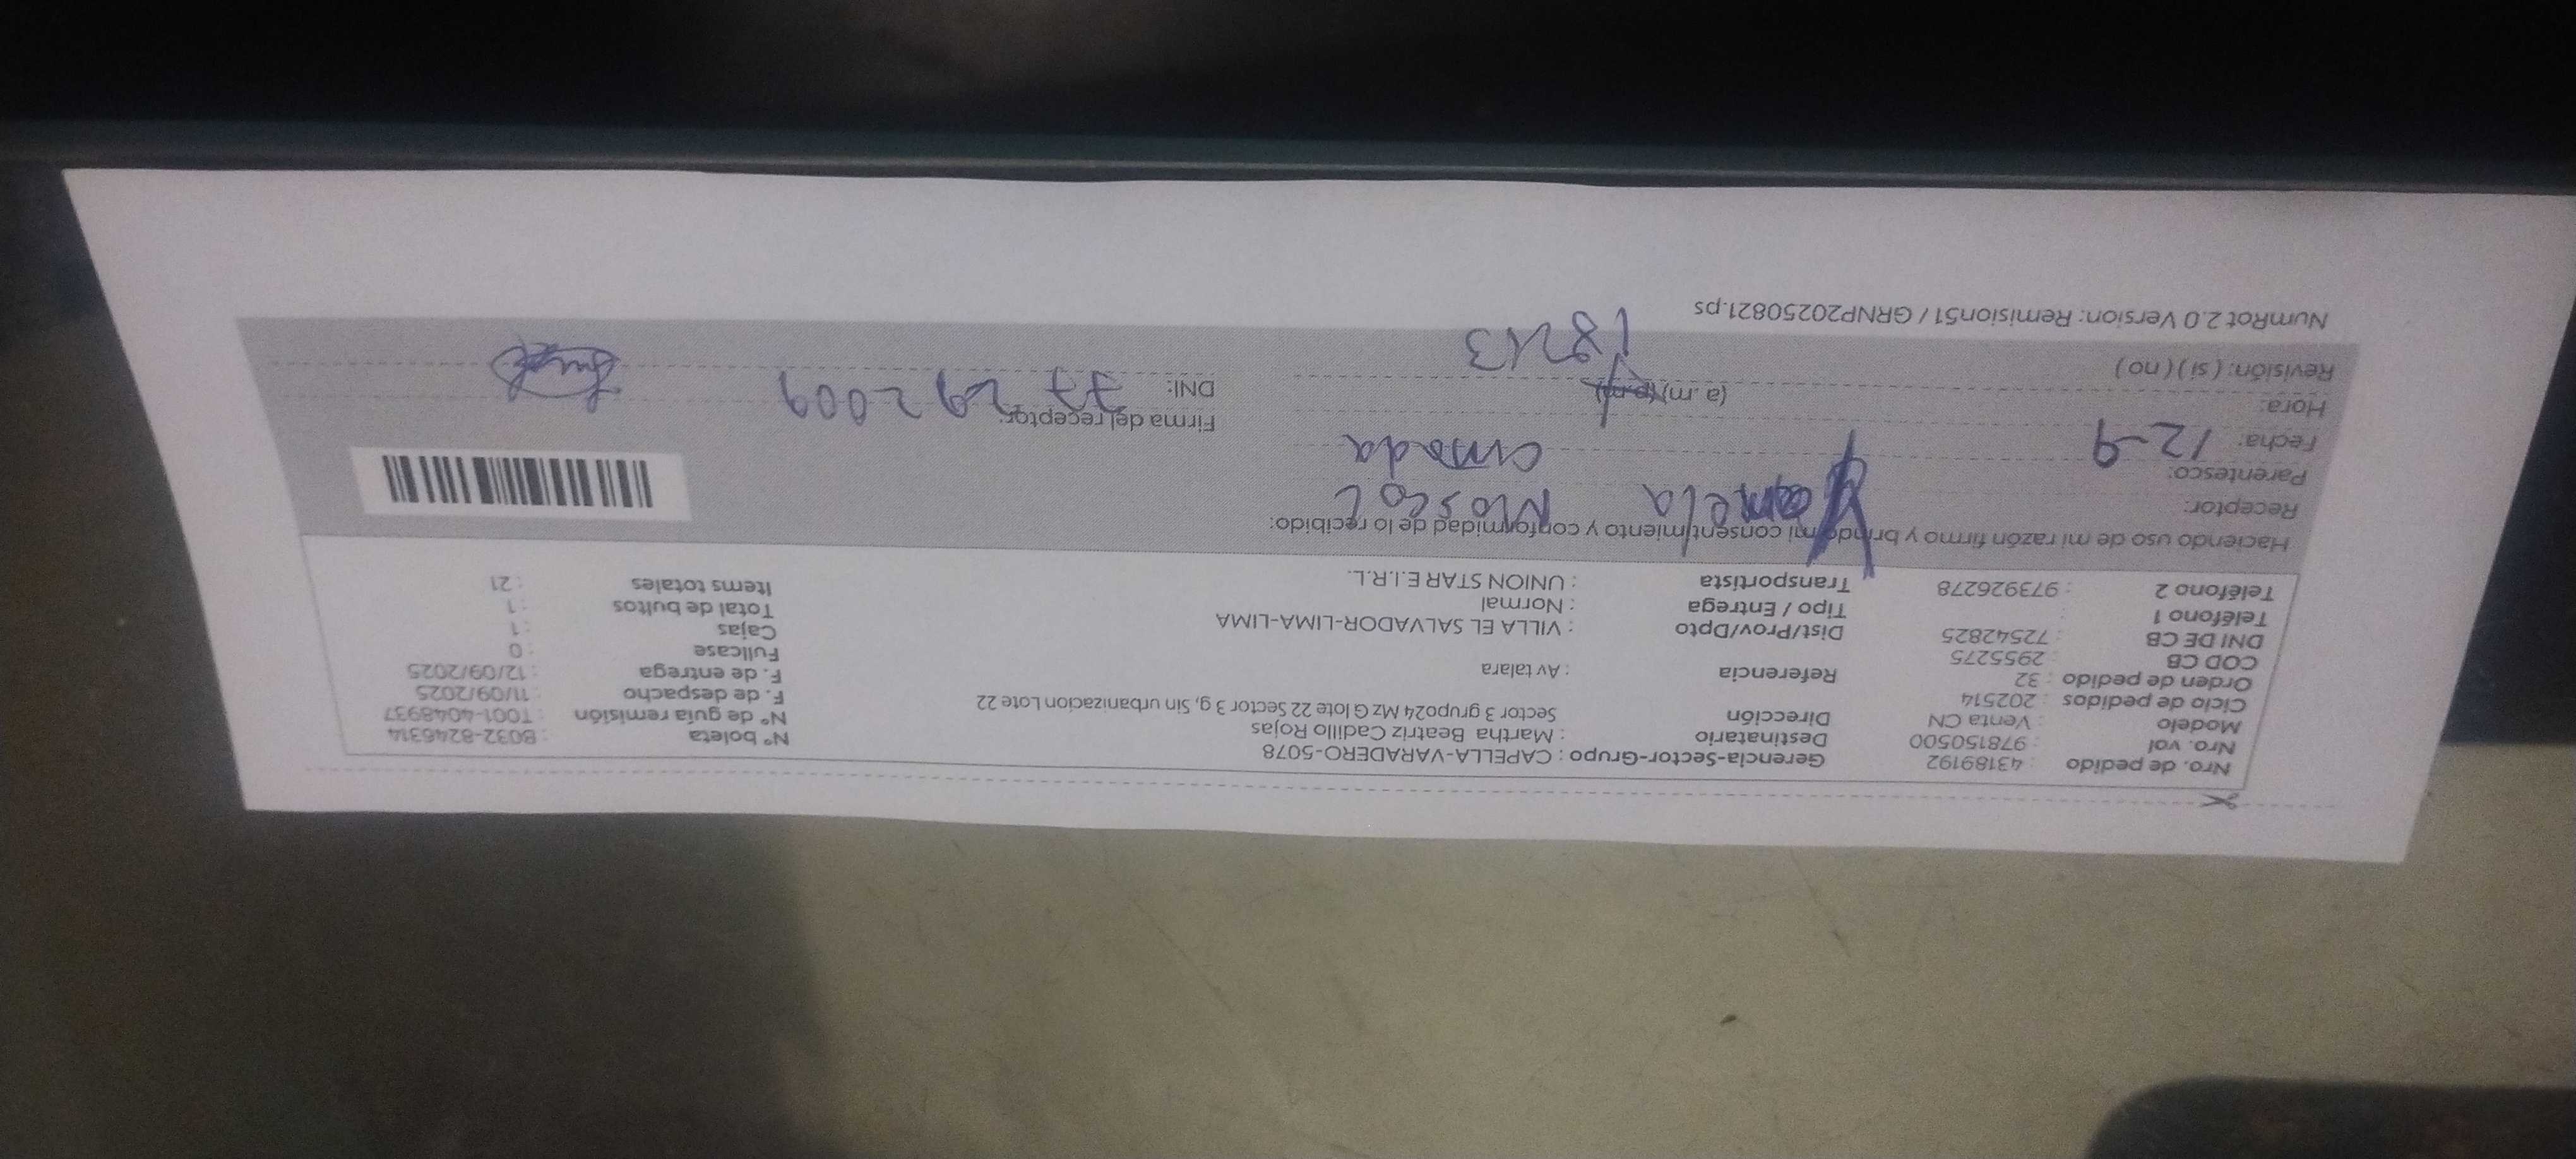 Nro. de pedido : 43189192 Gerencia-Sector-Grupo : CAPELLA-VARADERO-5078 Nº boleta : B032-8246314
Nro. vol : 978150500 Destinatario : Martha Beatriz Cadillo Rojas Nº de guía remisión : T001-4048937
Modelo : Venta CN Dirección Sector 3 grupo24 Mz G lote 22 Sector 3 g, Sin urbanizacion Lote 22 F. de despacho : 11/09/2025
Ciclo de pedidos : 202514 F. de entrega : 12/09/2025
Orden de pedido : 32 Referencia : Av talara Fullcase : 0
COD CB : 2955275 Cajas : 1
DNI DE CB : 72542825 Dist/Prov/Dpto : VILLA EL SALVADOR-LIMA-LIMA Total de bultos : 1
Teléfono 1 : Tipo / Entrega : Normal Items totales : 21
Teléfono 2 : 973926278 Transportista : UNION STAR E.I.R.L.
Haciendo uso de mi razón firmo y brindo mi consentimiento y conformidad de lo recibido:
Receptor: Moscol
Parentesco:
Fecha: 12-9 Firma del receptor:
Hora: (a.m) (p.m) DNI: 77292009
Revisión: ( si ) ( no )
NumRot 2.0 Version: Remision51 / GRNP20250821.ps